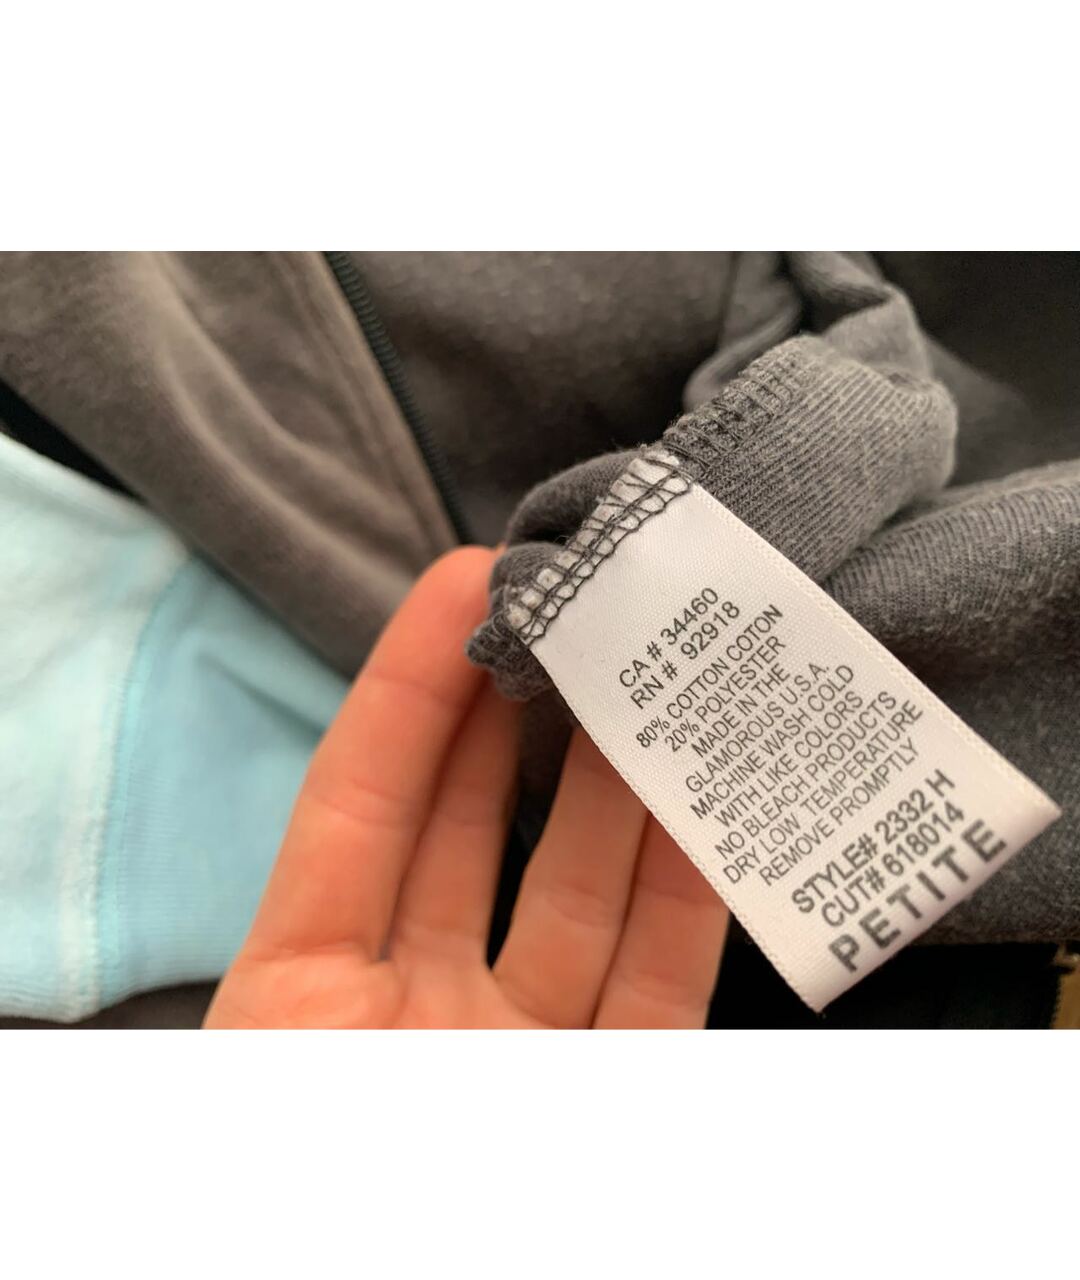 CA # 34460
RN # 92918
80% COTTON COTON
20% POLYESTER
MADE IN THE
GLAMOROUS U.S.A.
MACHINE WASH COLD
WITH LIKE COLORS
NO BLEACH PRODUCTS
DRY LOW TEMPERATURE
REMOVE PROMPTLY
STYLE# 2332 H
CUT# 618014
PETITE